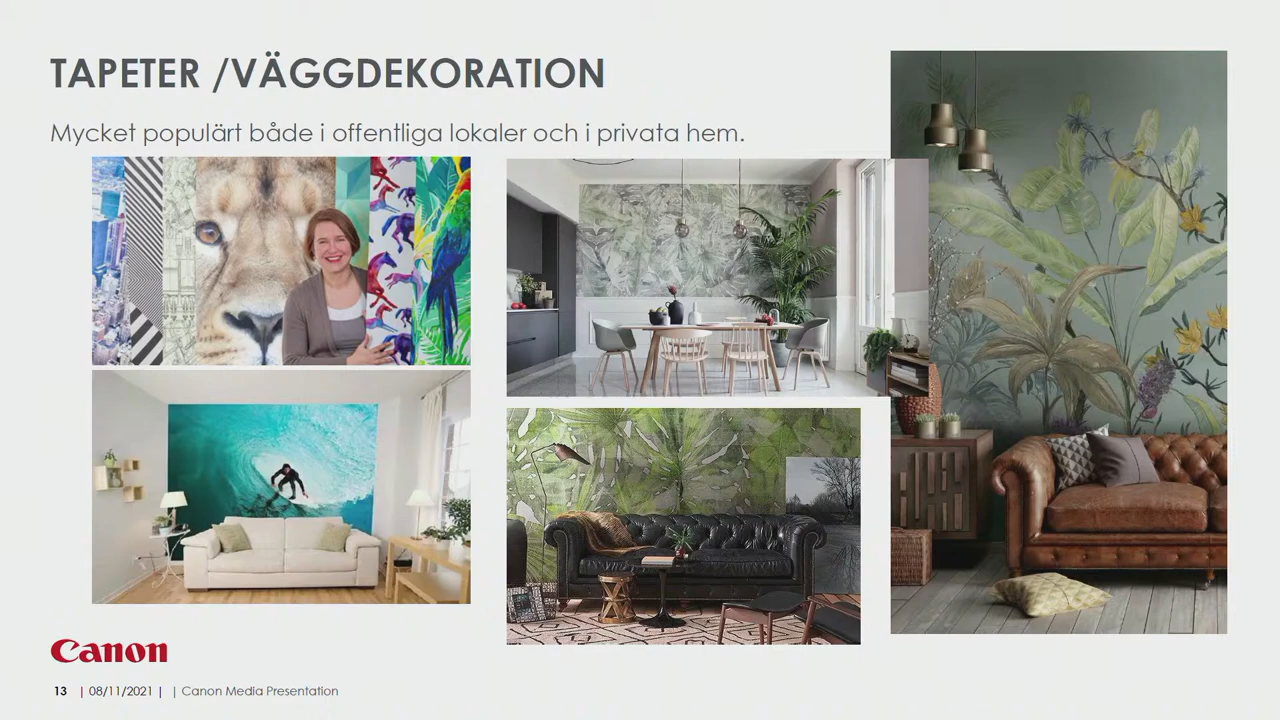 TAPETER /VÄGGDEKORATION
Mycket populärt både i offentliga lokaler och i privata hem.
Canon
13 | 08/11/2021 | | Canon Media Presentation